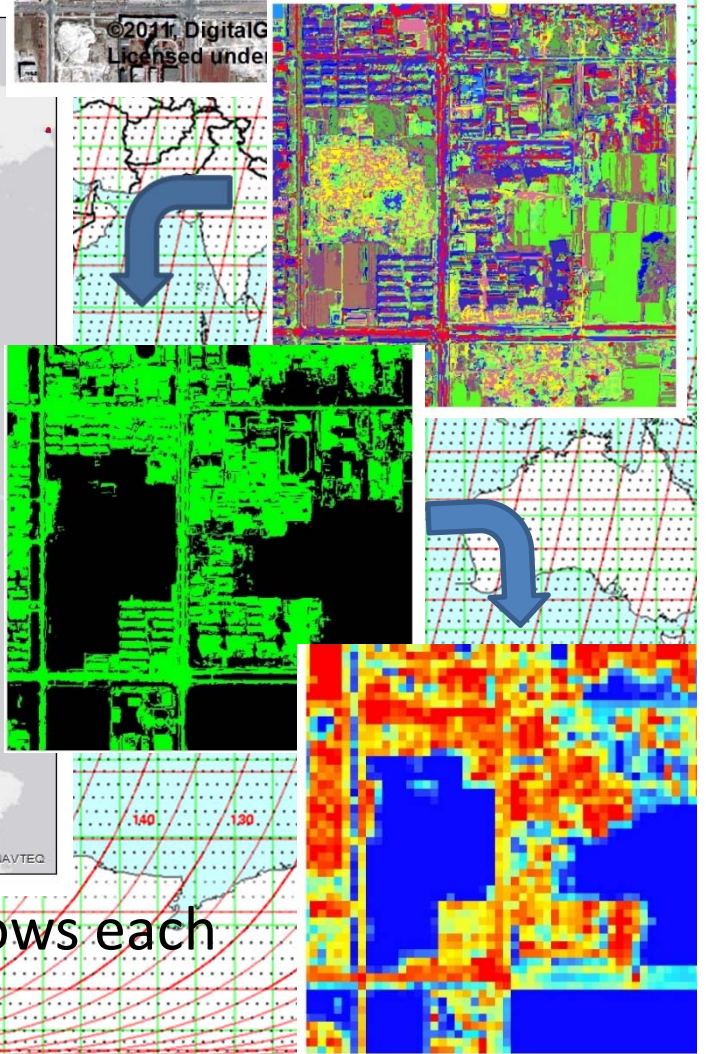 ©2011, DigitalG
Licensed under
140
130
AVTEQ
ows each